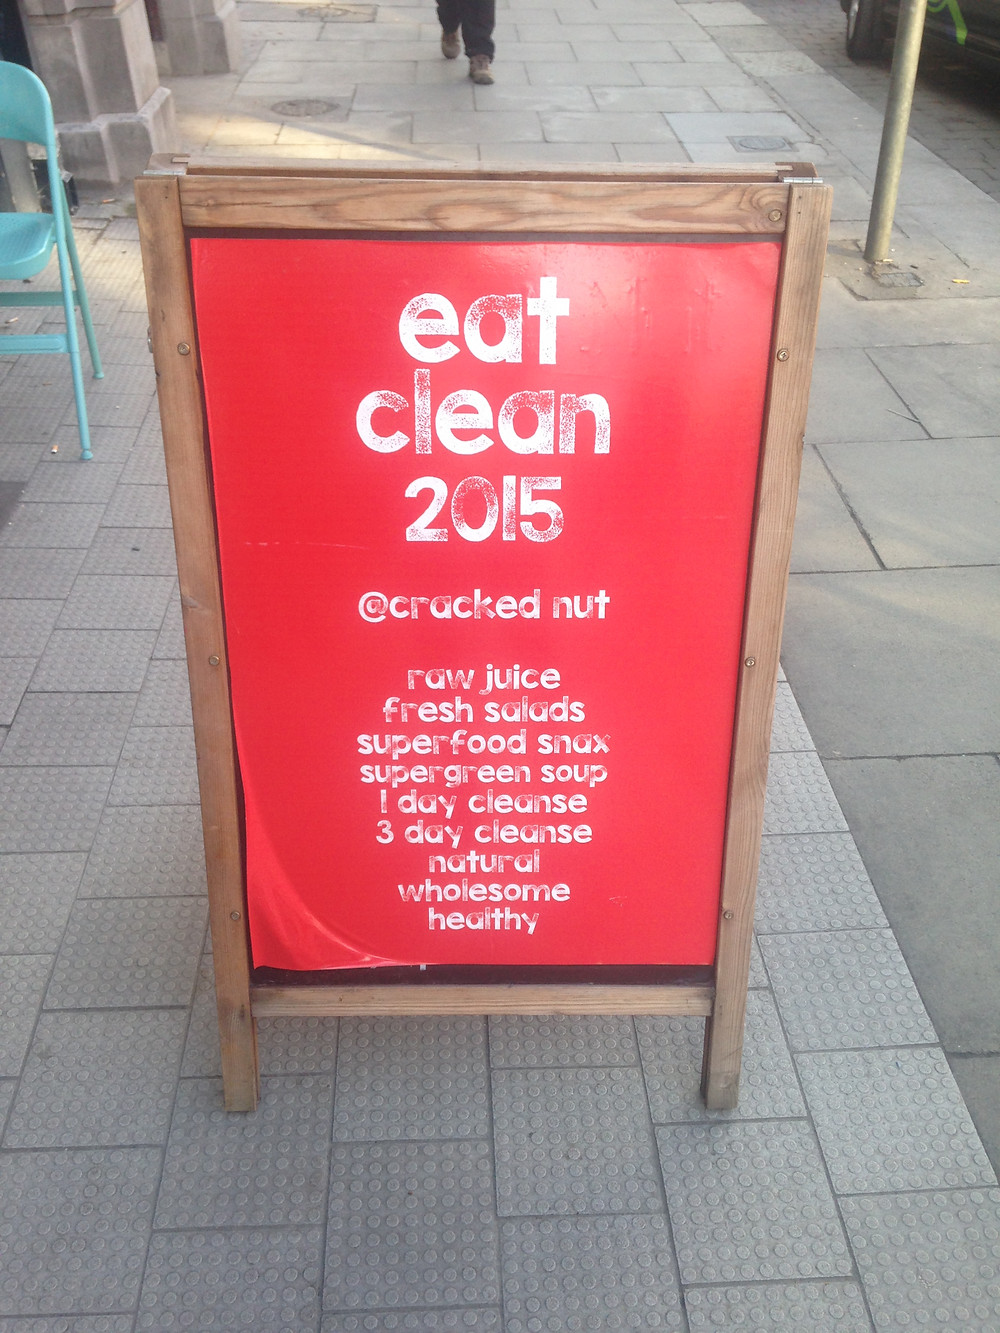 eat
clean
2015
@cracked nut
raw juice
fresh salads
superfood snax
supergreen soup
1 day cleanse
3 day cleanse
natural
wholesome
healthy